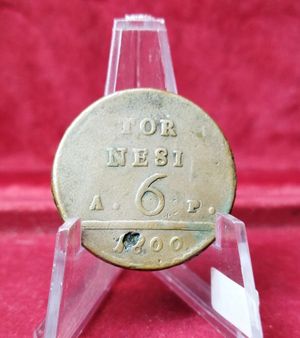 TOR
NESI
A. 6 P.
1800